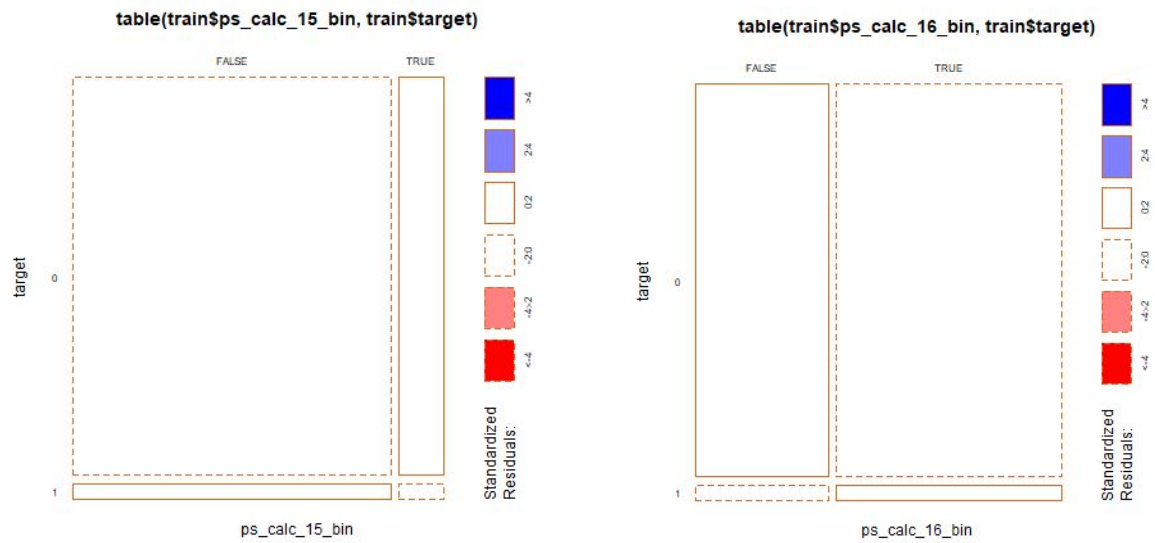 table(train$ps_calc_15_bin, train$target)
FALSE TRUE
target
0
1
ps_calc_15_bin
>4
2:4
0:2
-2:0
-4>2
<-4
Standardized
Residuals:
table(train$ps_calc_16_bin, train$target)
FALSE TRUE
target
0
1
ps_calc_16_bin
>4
2:4
0:2
-2:0
-4>2
<-4
Standardized
Residuals: